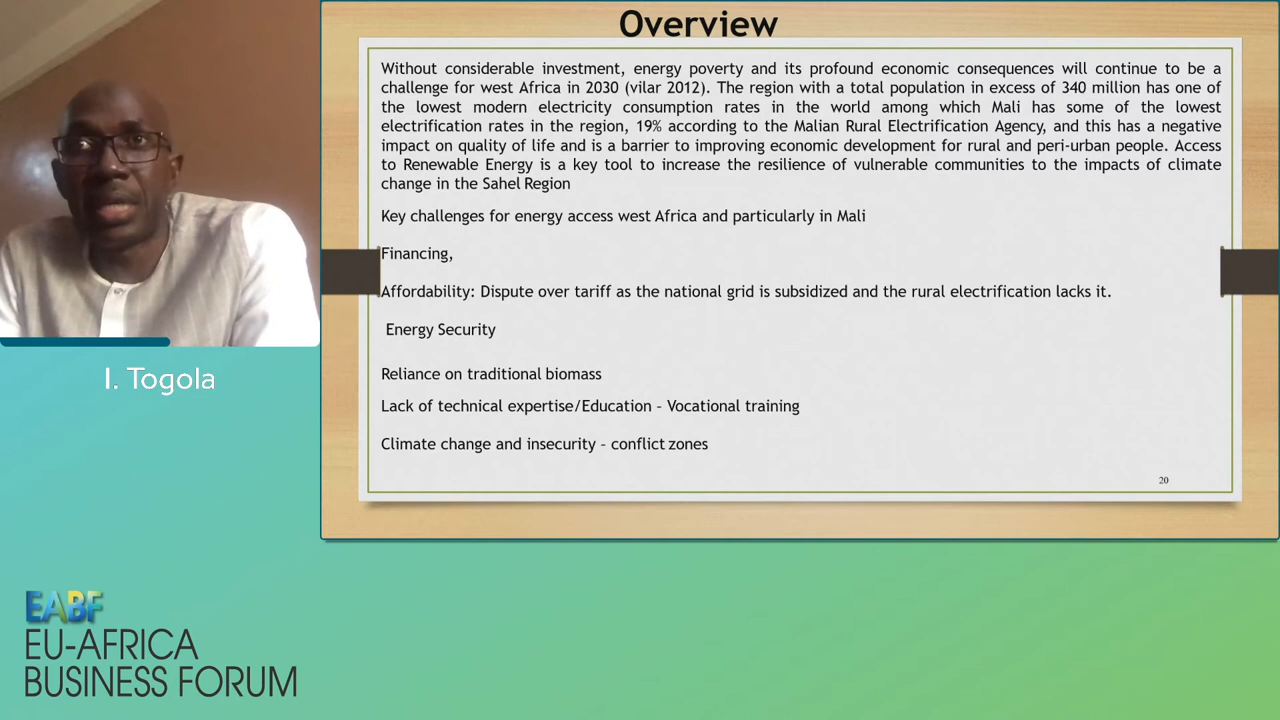 Overview
Without considerable investment, energy poverty and its profound economic consequences will continue to be a
challenge for west Africa in 2030 (vilar 2012). The region with a total population in excess of 340 million has one of
the lowest modern electricity consumption rates in the world among which Mali has some of the lowest
electrification rates in the region, 19% according to the Malian Rural Electrification Agency, and this has a negative
impact on quality of life and is a barrier to improving economic development for rural and peri-urban people. Access
to Renewable Energy is a key tool to increase the resilience of vulnerable communities to the impacts of climate
change in the Sahel Region
Key challenges for energy access west Africa and particularly in Mali
Financing,
Affordability: Dispute over tariff as the national grid is subsidized and the rural electrification lacks it.
Energy Security
Reliance on traditional biomass
Lack of technical expertise/Education – Vocational training
Climate change and insecurity – conflict zones
20
I. Togola
EABF
EU-AFRICA
BUSINESS FORUM